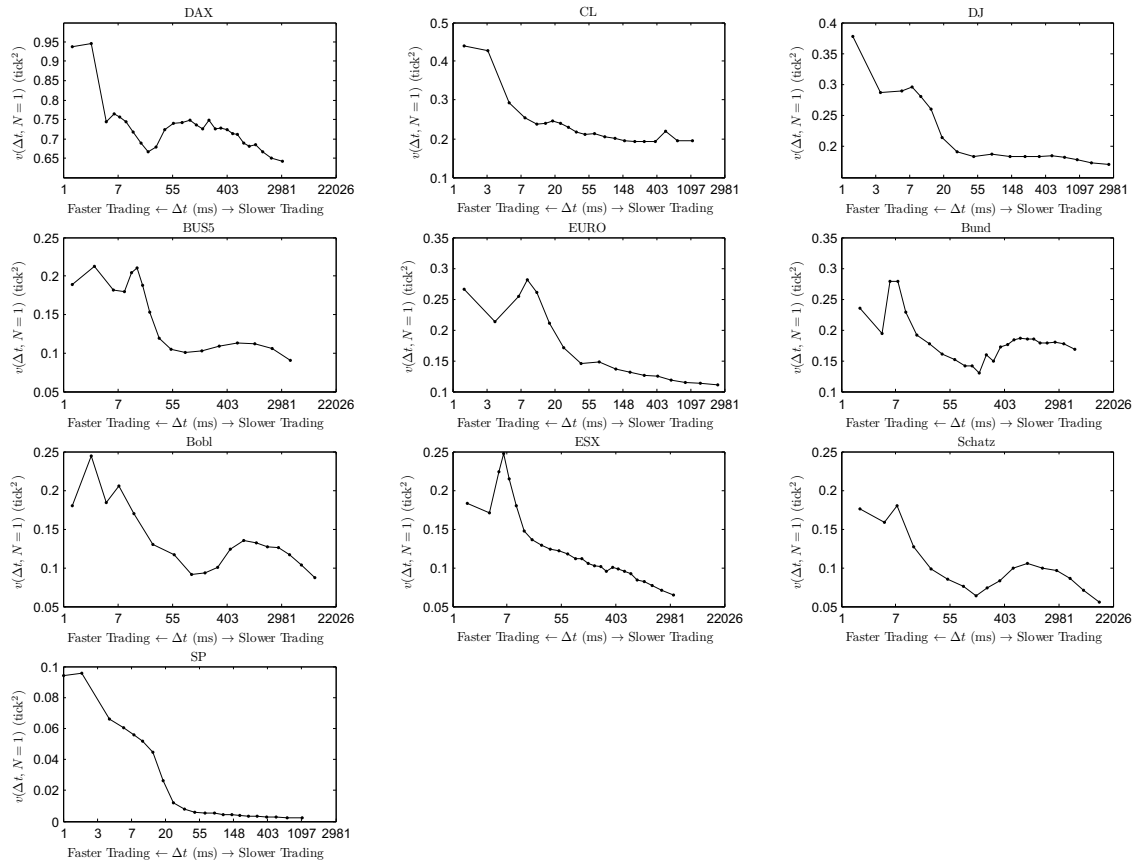 DAX
v(Δt, N = 1) (tick²)
0.95
0.9
0.85
0.8
0.75
0.7
0.65
1 7 55 403 2981 22026
Faster Trading ← Δt (ms) → Slower Trading
CL
v(Δt, N = 1) (tick²)
0.5
0.4
0.3
0.2
0.1
1 3 7 20 55 148 403 1097 2981
Faster Trading ← Δt (ms) → Slower Trading
DJ
v(Δt, N = 1) (tick²)
0.4
0.35
0.3
0.25
0.2
1 3 7 20 55 148 403 1097 2981
Faster Trading ← Δt (ms) → Slower Trading
BUS5
v(Δt, N = 1) (tick²)
0.25
0.2
0.15
0.1
0.05
1 7 55 403 2981 22026
Faster Trading ← Δt (ms) → Slower Trading
EURO
v(Δt, N = 1) (tick²)
0.35
0.3
0.25
0.2
0.15
0.1
1 3 7 20 55 148 403 1097 2981
Faster Trading ← Δt (ms) → Slower Trading
Bund
v(Δt, N = 1) (tick²)
0.35
0.3
0.25
0.2
0.15
0.1
1 7 55 403 2981 22026
Faster Trading ← Δt (ms) → Slower Trading
Bobl
v(Δt, N = 1) (tick²)
0.25
0.2
0.15
0.1
0.05
1 7 55 403 2981 22026
Faster Trading ← Δt (ms) → Slower Trading
ESX
v(Δt, N = 1) (tick²)
0.25
0.2
0.15
0.1
0.05
1 7 55 403 2981 22026
Faster Trading ← Δt (ms) → Slower Trading
Schatz
v(Δt, N = 1) (tick²)
0.25
0.2
0.15
0.1
0.05
1 7 55 403 2981 22026
Faster Trading ← Δt (ms) → Slower Trading
SP
v(Δt, N = 1) (tick²)
0.1
0.08
0.06
0.04
0.02
0
1 3 7 20 55 148 403 1097 2981
Faster Trading ← Δt (ms) → Slower Trading